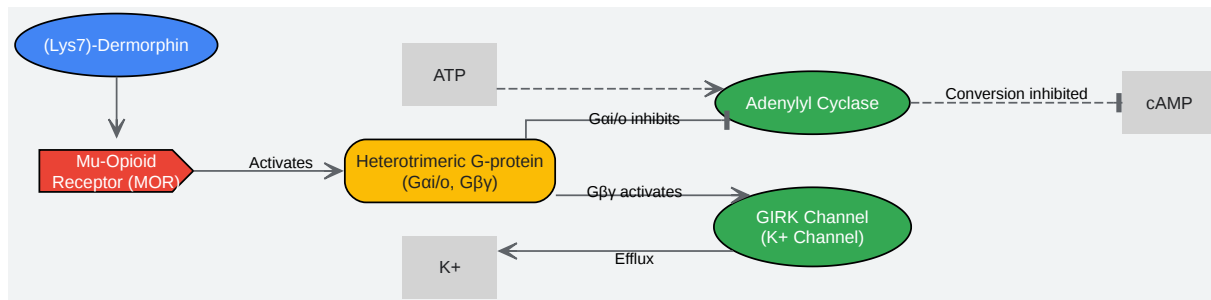 (Lys7)-Dermorphin
ATP
Adenylyl Cyclase
Conversion inhibited
cAMP
Gαi/o inhibits
Mu-Opioid
Receptor (MOR)
Activates
Heterotrimeric G-protein
(Gαi/o, Gβγ)
Gβγ activates
GIRK Channel
(K+ Channel)
K+
Efflux